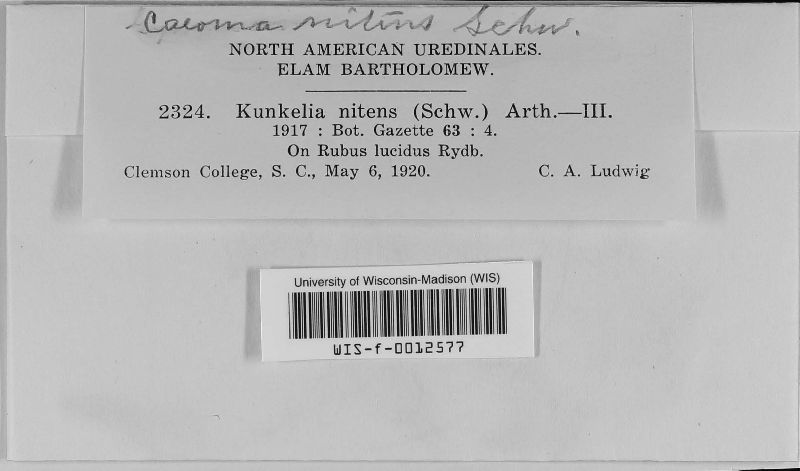 Caeoma nitens Schw.
NORTH AMERICAN UREDINALES.
ELAM BARTHOLOMEW.
2324. Kunkelia nitens (Schw.) Arth.—III.
1917 : Bot. Gazette 63 : 4.
On Rubus lucidus Rydb.
Clemson College, S. C., May 6, 1920. C. A. Ludwig
University of Wisconsin-Madison (WIS)
WIS-f-0012577